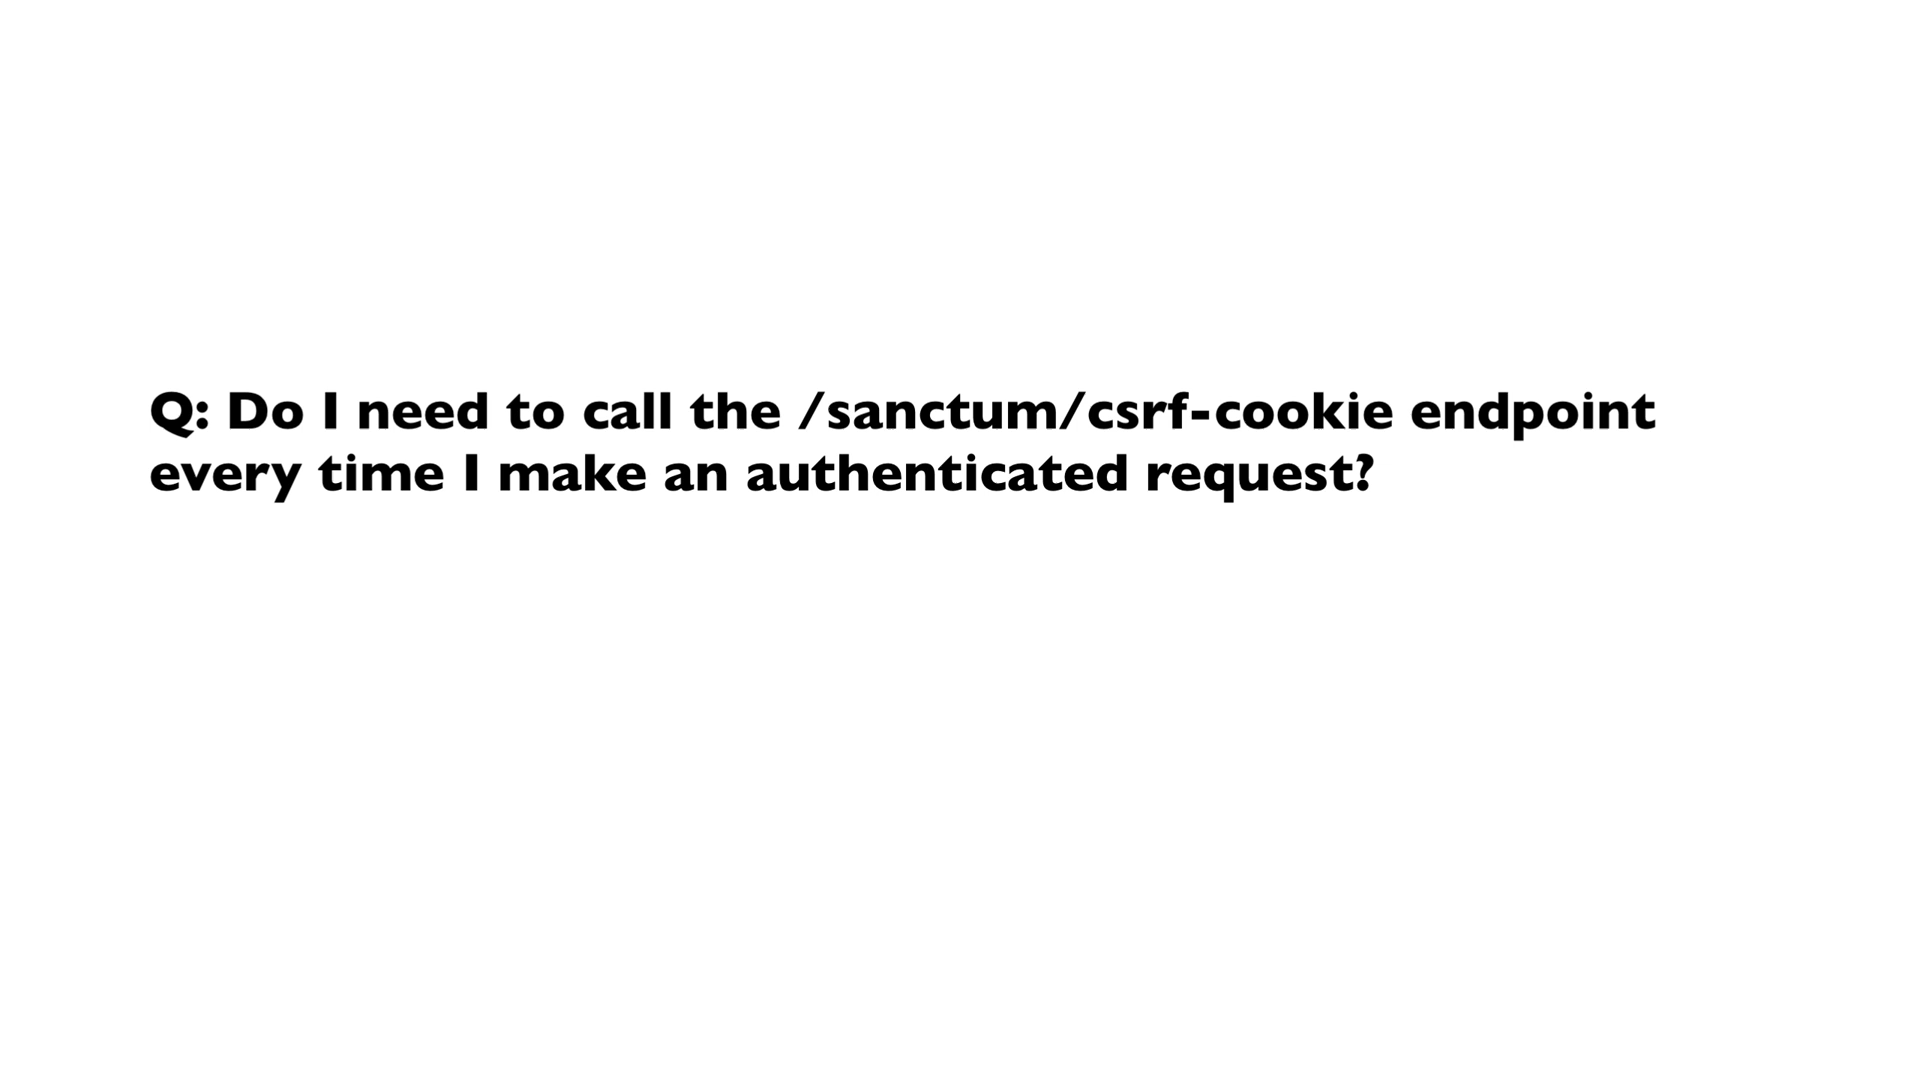 Q: Do I need to call the /sanctum/csrf-cookie endpoint
every time I make an authenticated request?